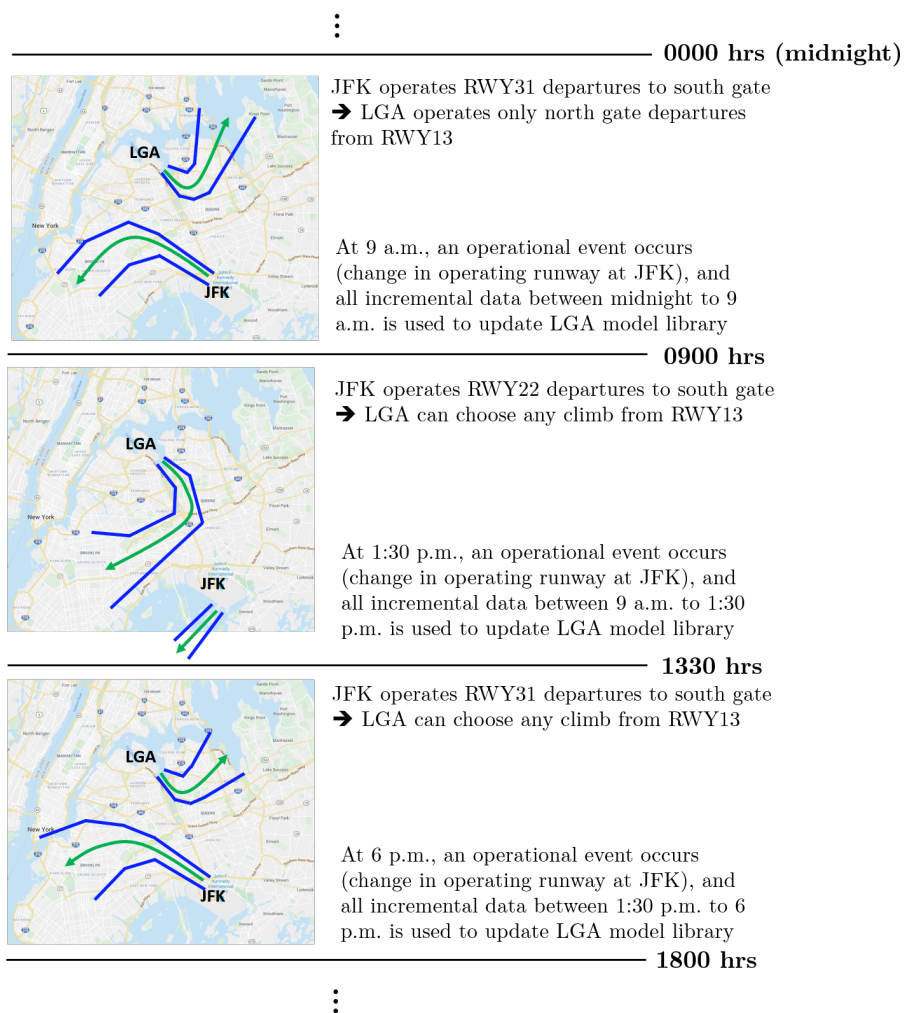 0000 hrs (midnight)
JFK operates RWY31 departures to south gate
➔ LGA operates only north gate departures
from RWY13
LGA
New York
JFK
At 9 a.m., an operational event occurs
(change in operating runway at JFK), and
all incremental data between midnight to 9
a.m. is used to update LGA model library
0900 hrs
JFK operates RWY22 departures to south gate
➔ LGA can choose any climb from RWY13
LGA
New York
JFK
At 1:30 p.m., an operational event occurs
(change in operating runway at JFK), and
all incremental data between 9 a.m. to 1:30
p.m. is used to update LGA model library
1330 hrs
JFK operates RWY31 departures to south gate
➔ LGA can choose any climb from RWY13
LGA
New York
JFK
At 6 p.m., an operational event occurs
(change in operating runway at JFK), and
all incremental data between 1:30 p.m. to 6
p.m. is used to update LGA model library
1800 hrs